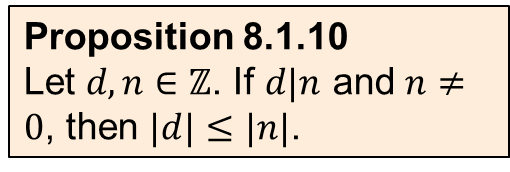 Proposition 8.1.10
Let 𝑑, 𝑛 ∈ ℤ. If 𝑑|𝑛 and 𝑛 ≠
0, then |𝑑| ≤ |𝑛|.